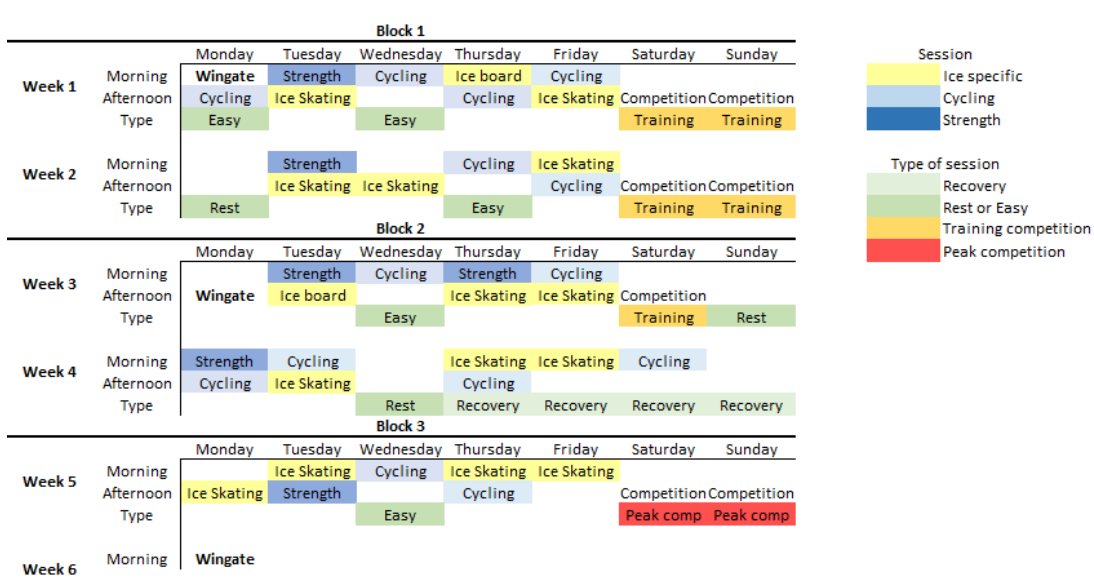 Block 1
Monday Tuesday Wednesday Thursday Friday Saturday Sunday
Week 1
Morning Wingate Strength Cycling Ice board Cycling
Afternoon Cycling Ice Skating Cycling Ice Skating Competition Competition
Type Easy Easy Training Training
Week 2
Morning Strength Cycling Ice Skating
Afternoon Ice Skating Ice Skating Cycling Competition Competition
Type Rest Easy Training Training
Block 2
Monday Tuesday Wednesday Thursday Friday Saturday Sunday
Week 3
Morning Strength Cycling Strength Cycling
Afternoon Wingate Ice board Ice Skating Ice Skating Competition
Type Easy Training Rest
Week 4
Morning Strength Cycling Ice Skating Ice Skating Cycling
Afternoon Cycling Ice Skating Cycling
Type Rest Recovery Recovery Recovery Recovery
Block 3
Monday Tuesday Wednesday Thursday Friday Saturday Sunday
Week 5
Morning Ice Skating Cycling Ice Skating Ice Skating
Afternoon Ice Skating Strength Cycling Competition Competition
Type Easy Peak comp Peak comp
Week 6
Morning Wingate
Session
Ice specific
Cycling
Strength
Type of session
Recovery
Rest or Easy
Training competition
Peak competition